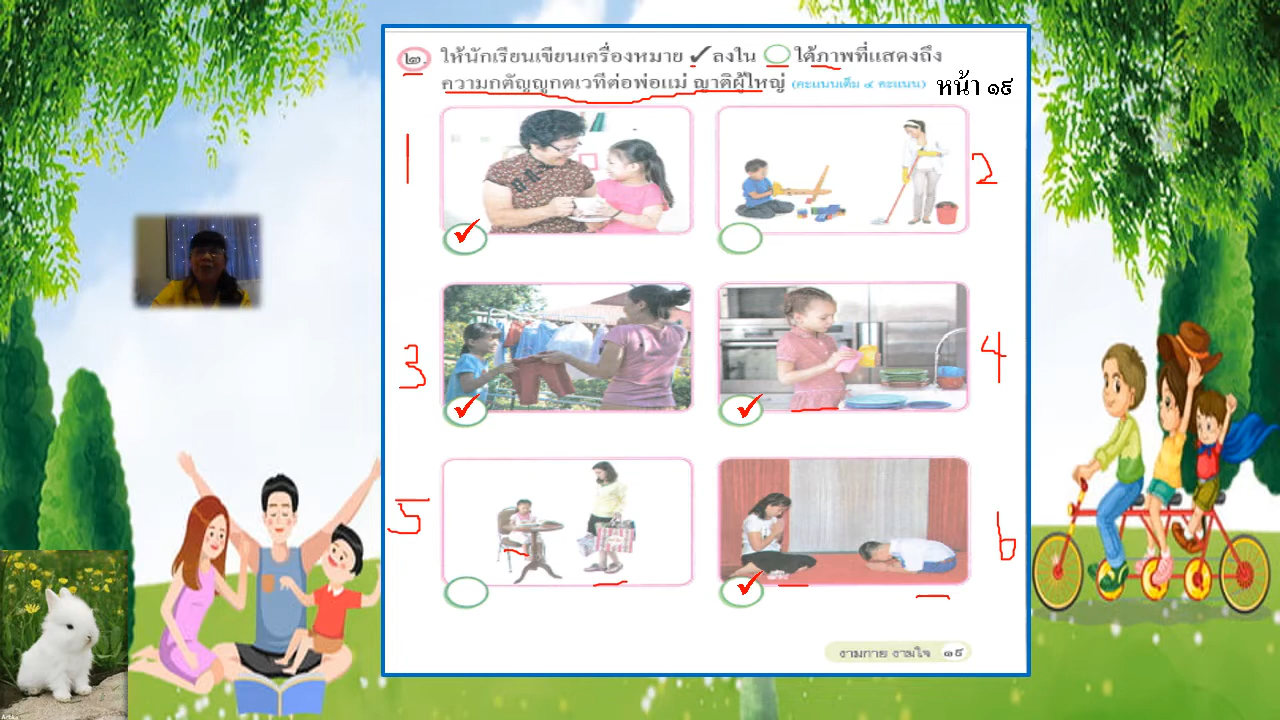 ๒. ให้นักเรียนเขียนเครื่องหมาย ✓ ลงใน ◯ ใต้ภาพที่แสดงถึง
ความกตัญญูกตเวทีต่อพ่อแม่ ญาติผู้ใหญ่ (คะแนนเต็ม ๔ คะแนน) หน้า ๑๙
1
2
3
4
5
6
งามกาย งามใจ ๑๙